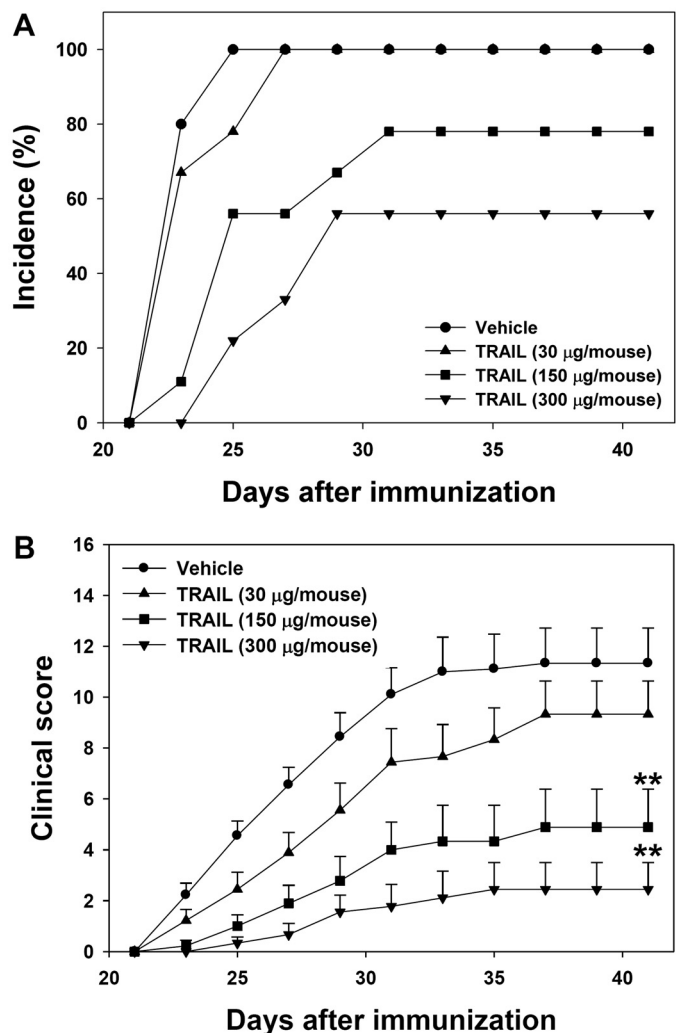 A
Incidence (%)
100
80
60
40
20
0
Vehicle
TRAIL (30 μg/mouse)
TRAIL (150 μg/mouse)
TRAIL (300 μg/mouse)
20 25 30 35 40
Days after immunization
B
Clinical score
16
14
12
10
8
6
4
2
0
Vehicle
TRAIL (30 μg/mouse)
TRAIL (150 μg/mouse)
TRAIL (300 μg/mouse)
**
**
20 25 30 35 40
Days after immunization